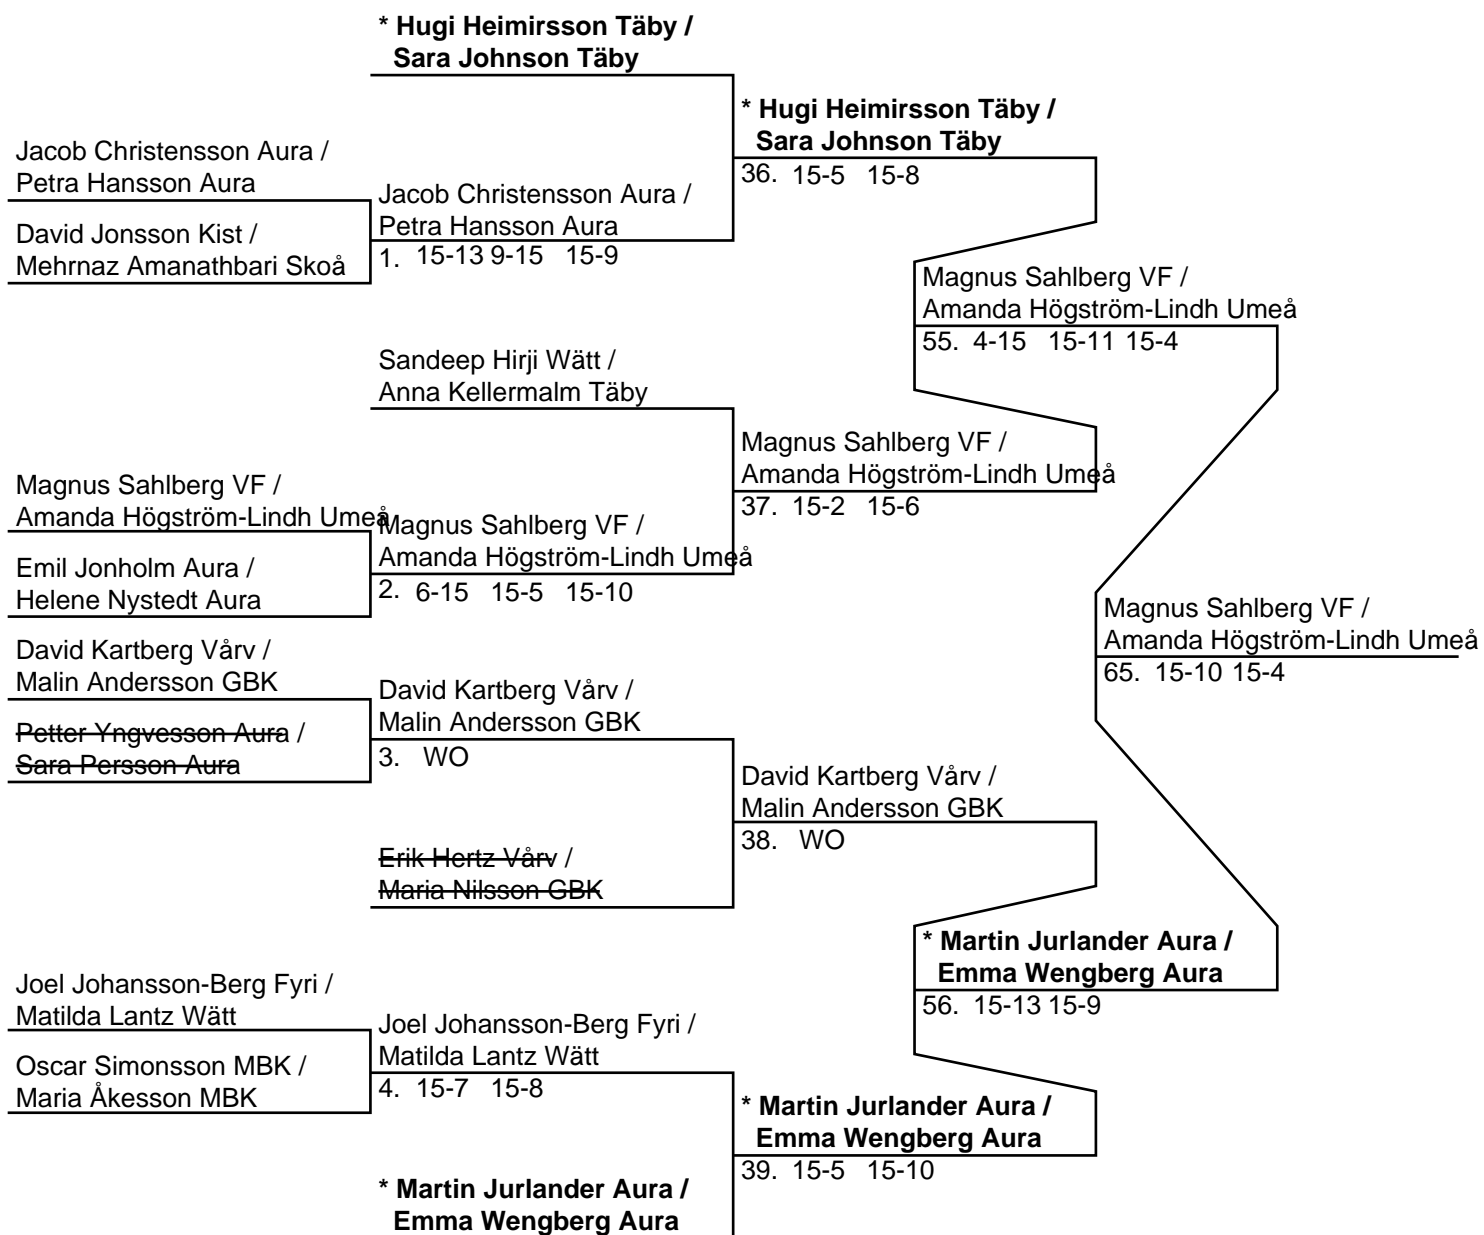 * Hugi Heimirsson Täby /
Sara Johnson Täby
* Hugi Heimirsson Täby /
Sara Johnson Täby
36. 15-5 15-8
Jacob Christensson Aura /
Petra Hansson Aura
Jacob Christensson Aura /
Petra Hansson Aura
1. 15-13 9-15 15-9
David Jonsson Kist /
Mehrnaz Amanathbari Skoå
Magnus Sahlberg VF /
Amanda Högström-Lindh Umeå
55. 4-15 15-11 15-4
Sandeep Hirji Wätt /
Anna Kellermalm Täby
Magnus Sahlberg VF /
Amanda Högström-Lindh Umeå
37. 15-2 15-6
Magnus Sahlberg VF /
Amanda Högström-Lindh Umeå
Magnus Sahlberg VF /
Amanda Högström-Lindh Umeå
2. 6-15 15-5 15-10
Emil Jonholm Aura /
Helene Nystedt Aura
Magnus Sahlberg VF /
Amanda Högström-Lindh Umeå
65. 15-10 15-4
David Kartberg Vårv /
Malin Andersson GBK
David Kartberg Vårv /
Malin Andersson GBK
3. WO
Petter Yngvesson Aura /
Sara Persson Aura
David Kartberg Vårv /
Malin Andersson GBK
38. WO
Erik Hertz Vårv /
Maria Nilsson GBK
* Martin Jurlander Aura /
Emma Wengberg Aura
56. 15-13 15-9
Joel Johansson-Berg Fyri /
Matilda Lantz Wätt
Joel Johansson-Berg Fyri /
Matilda Lantz Wätt
4. 15-7 15-8
Oscar Simonsson MBK /
Maria Åkesson MBK
* Martin Jurlander Aura /
Emma Wengberg Aura
39. 15-5 15-10
* Martin Jurlander Aura /
Emma Wengberg Aura